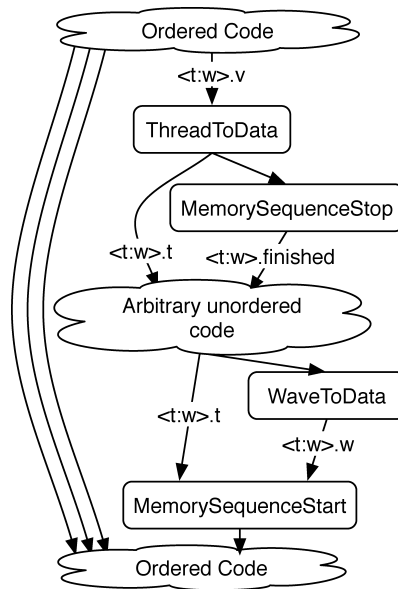 Ordered Code
<t:w>.v
ThreadToData
MemorySequenceStop
<t:w>.t
<t:w>.finished
Arbitrary unordered
code
WaveToData
<t:w>.t
<t:w>.w
MemorySequenceStart
Ordered Code